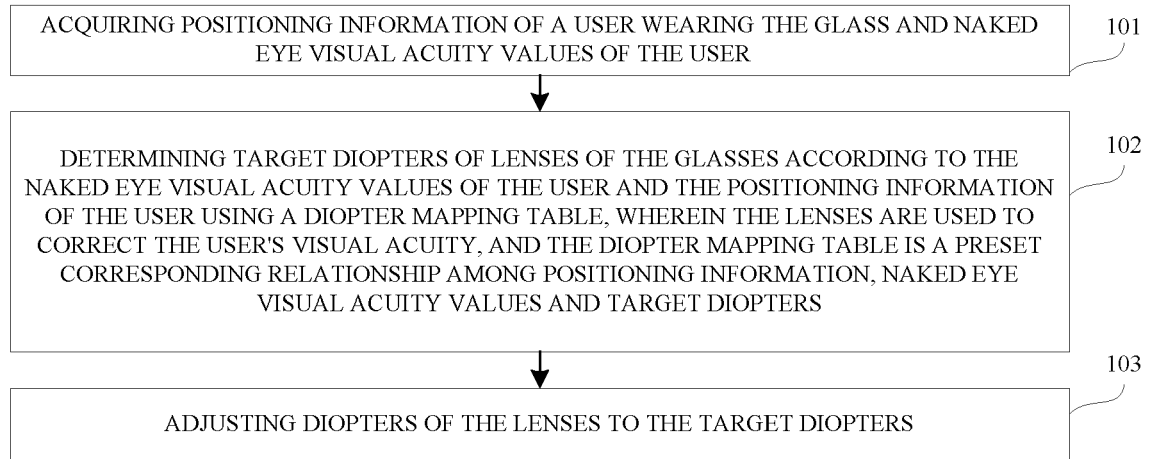 ACQUIRING POSITIONING INFORMATION OF A USER WEARING THE GLASS AND NAKED
EYE VISUAL ACUITY VALUES OF THE USER
101
DETERMINING TARGET DIOPTERS OF LENSES OF THE GLASSES ACCORDING TO THE
NAKED EYE VISUAL ACUITY VALUES OF THE USER AND THE POSITIONING INFORMATION
OF THE USER USING A DIOPTER MAPPING TABLE, WHEREIN THE LENSES ARE USED TO
CORRECT THE USER'S VISUAL ACUITY, AND THE DIOPTER MAPPING TABLE IS A PRESET
CORRESPONDING RELATIONSHIP AMONG POSITIONING INFORMATION, NAKED EYE
VISUAL ACUITY VALUES AND TARGET DIOPTERS
102
ADJUSTING DIOPTERS OF THE LENSES TO THE TARGET DIOPTERS
103